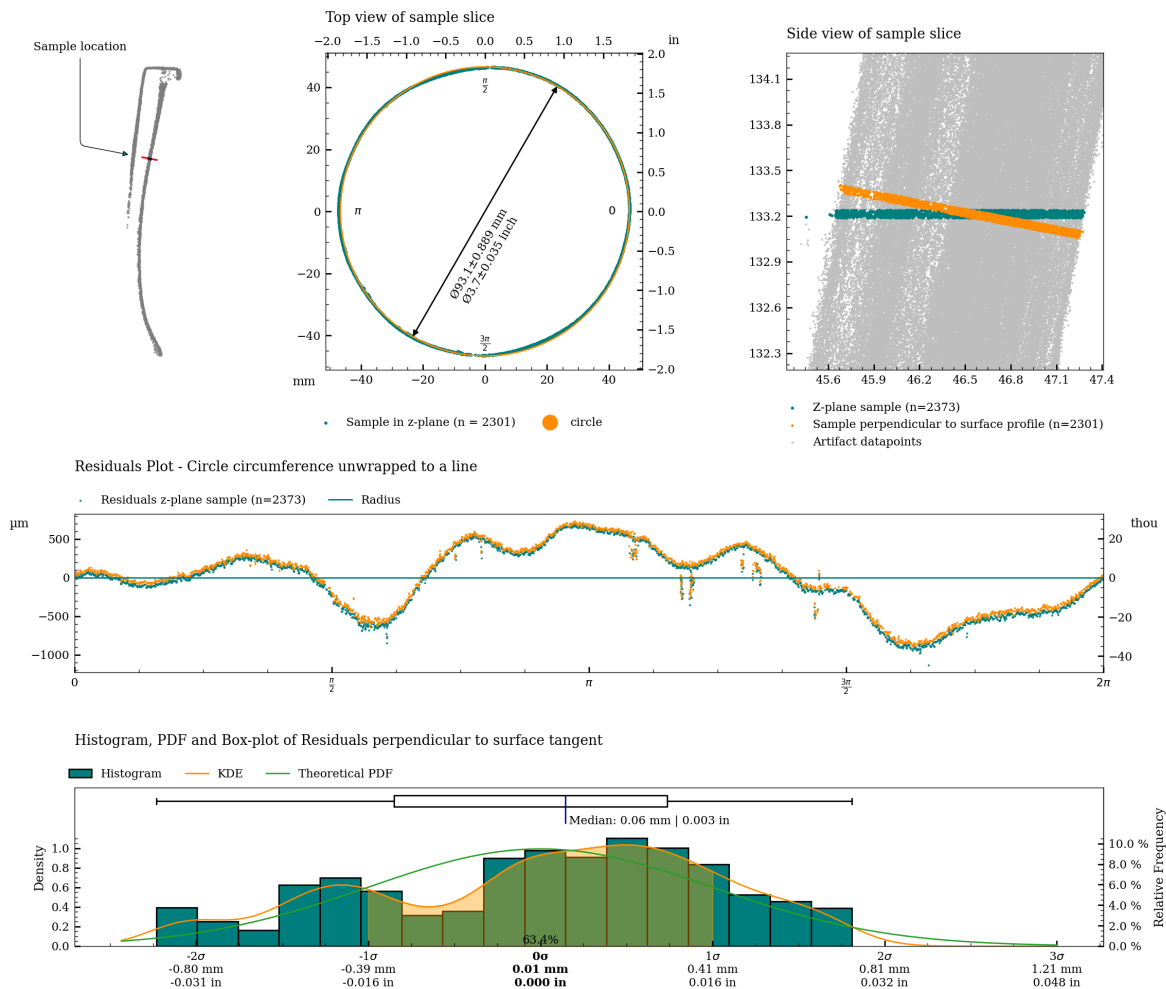 Top view of sample slice
Side view of sample slice
Sample location
−2.0 −1.5 −1.0 −0.5 0.0 0.5 1.0 1.5 in
2.0
1.5
1.0
0.5
0.0
−0.5
−1.0
−1.5
−2.0
40
20
0
−20
−40
mm
−40 −20 0 20 40
π/2
π
0
3π/2
Ø93.1±0.889 mm
Ø3.7±0.035 inch
Sample in z-plane (n = 2301) circle
134.1
133.8
133.5
133.2
132.9
132.6
132.3
45.6 45.9 46.2 46.5 46.8 47.1 47.4
Z-plane sample (n=2373)
Sample perpendicular to surface profile (n=2301)
Artifact datapoints
Residuals Plot - Circle circumference unwrapped to a line
Residuals z-plane sample (n=2373) Radius
µm
thou
500
0
−500
−1000
20
0
−20
−40
0 π/2 π 3π/2 2π
Histogram, PDF and Box-plot of Residuals perpendicular to surface tangent
Histogram KDE Theoretical PDF
Median: 0.06 mm | 0.003 in
Density
1.0
0.8
0.6
0.4
0.2
0.0
Relative Frequency
10.0 %
8.0 %
6.0 %
4.0 %
2.0 %
0.0 %
63.4%
-2σ -1σ 0σ 1σ 2σ 3σ
-0.80 mm -0.39 mm 0.01 mm 0.41 mm 0.81 mm 1.21 mm
-0.031 in -0.016 in 0.000 in 0.016 in 0.032 in 0.048 in